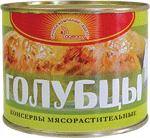 ГОЛУБЦЫ
КОНСЕРВЫ МЯСОРАСТИТЕЛЬНЫЕ